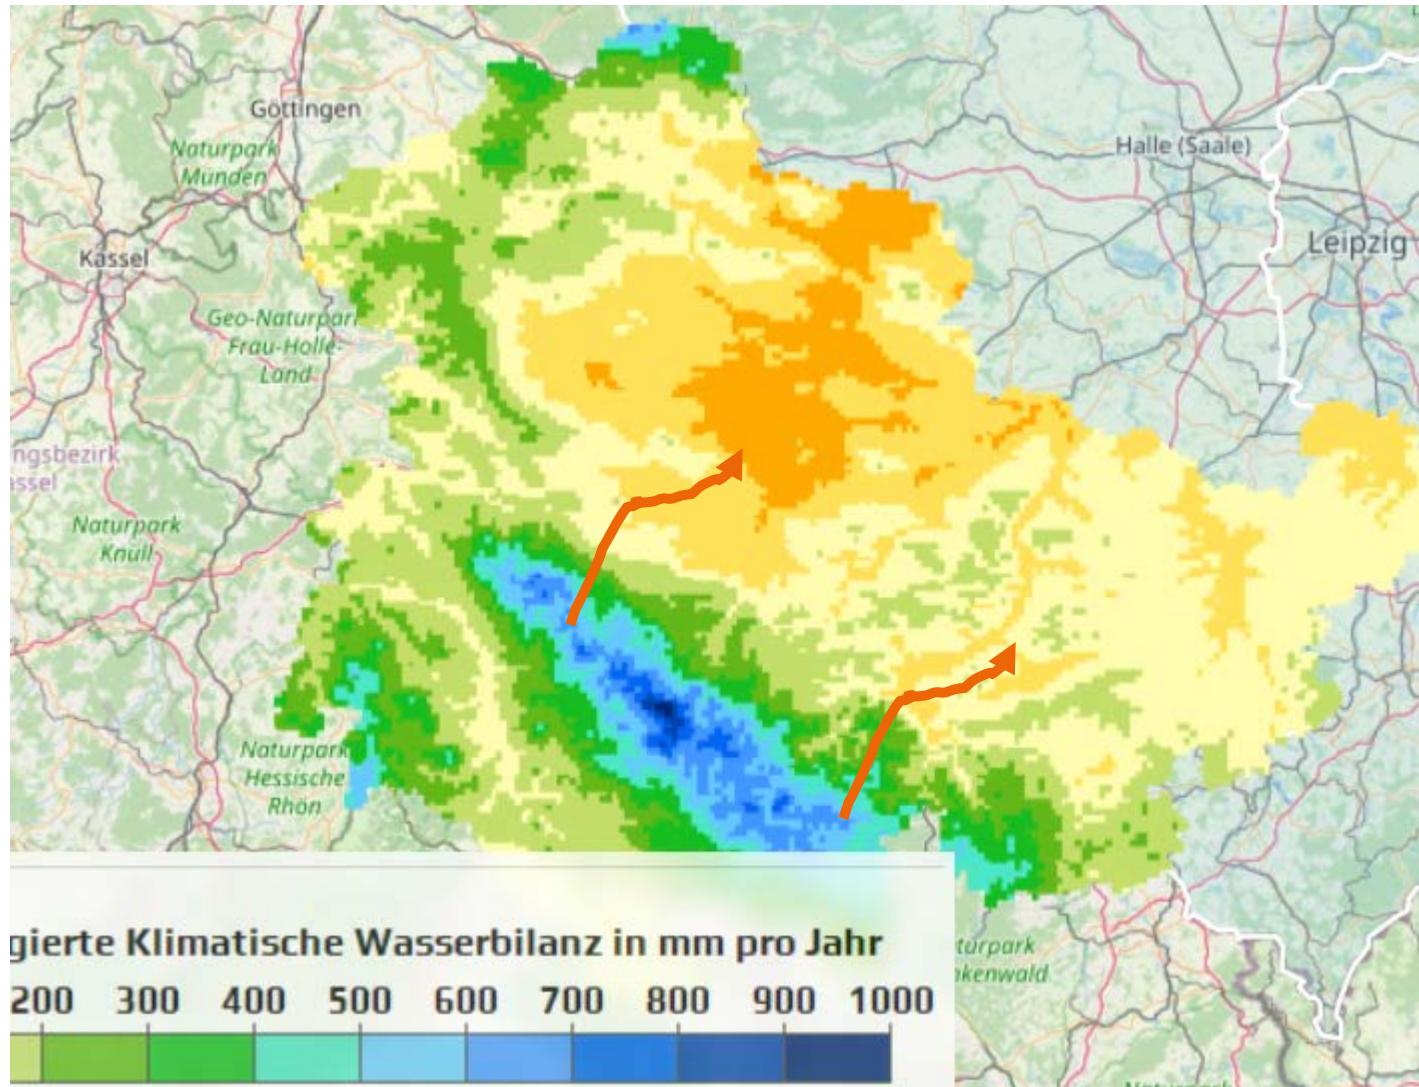 Göttingen
Halle (Saale)
Naturpark
Münden
Leipzig
Kassel
Geo-Naturpark
Frau-Holle-
Land
ngsbezirk
assel
Naturpark
Knüll
Naturpark
Hessische
Rhön
gierte Klimatische Wasserbilanz in mm pro Jahr
turpark
nkenwald
200 300 400 500 600 700 800 900 1000